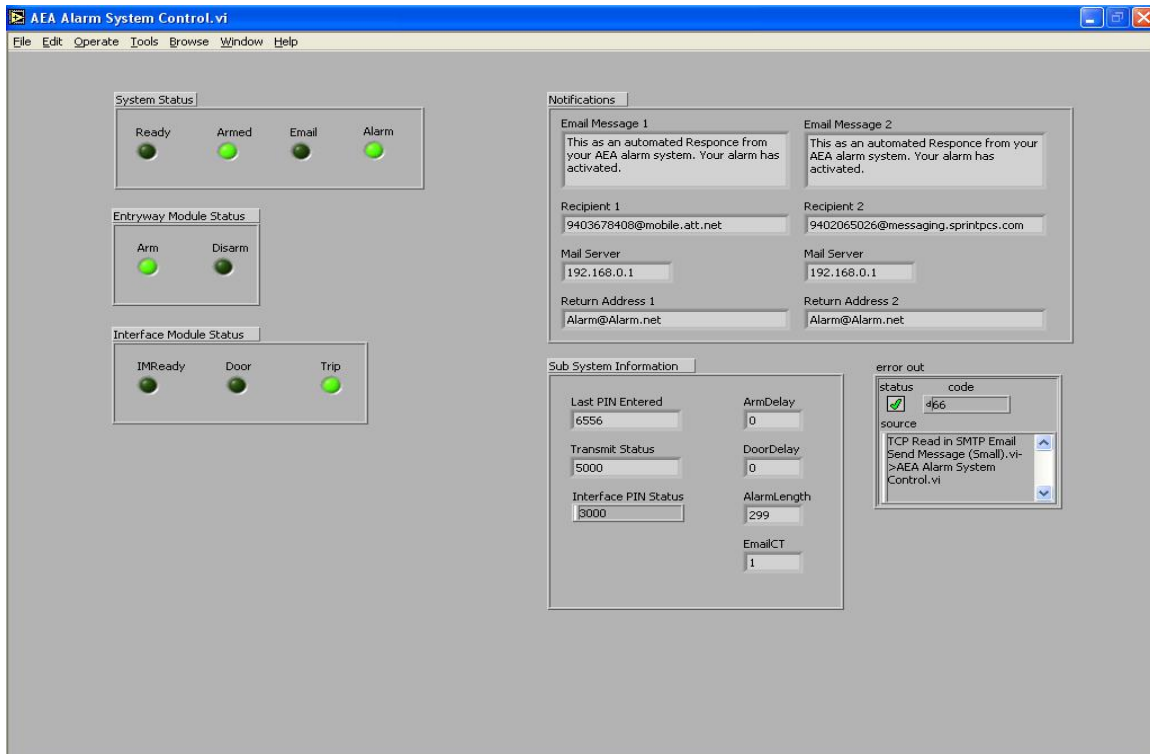 AEA Alarm System Control.vi
File Edit Operate Tools Browse Window Help
System Status
Ready Armed Email Alarm
Entryway Module Status
Arm Disarm
Interface Module Status
IMReady Door Trip
Notifications
Email Message 1
This as an automated Responce from
your AEA alarm system. Your alarm has
activated.
Email Message 2
This as an automated Responce from your
AEA alarm system. Your alarm has
activated.
Recipient 1
9403678408@mobile.att.net
Recipient 2
9402065026@messaging.sprintpcs.com
Mail Server
192.168.0.1
Mail Server
192.168.0.1
Return Address 1
Alarm@Alarm.net
Return Address 2
Alarm@Alarm.net
Sub System Information
Last PIN Entered
6556
Transmit Status
5000
Interface PIN Status
3000
ArmDelay
0
DoorDelay
0
AlarmLength
299
EmailCT
1
error out
status code
d66
source
TCP Read in SMTP Email
Send Message (Small).vi-
>AEA Alarm System
Control.vi